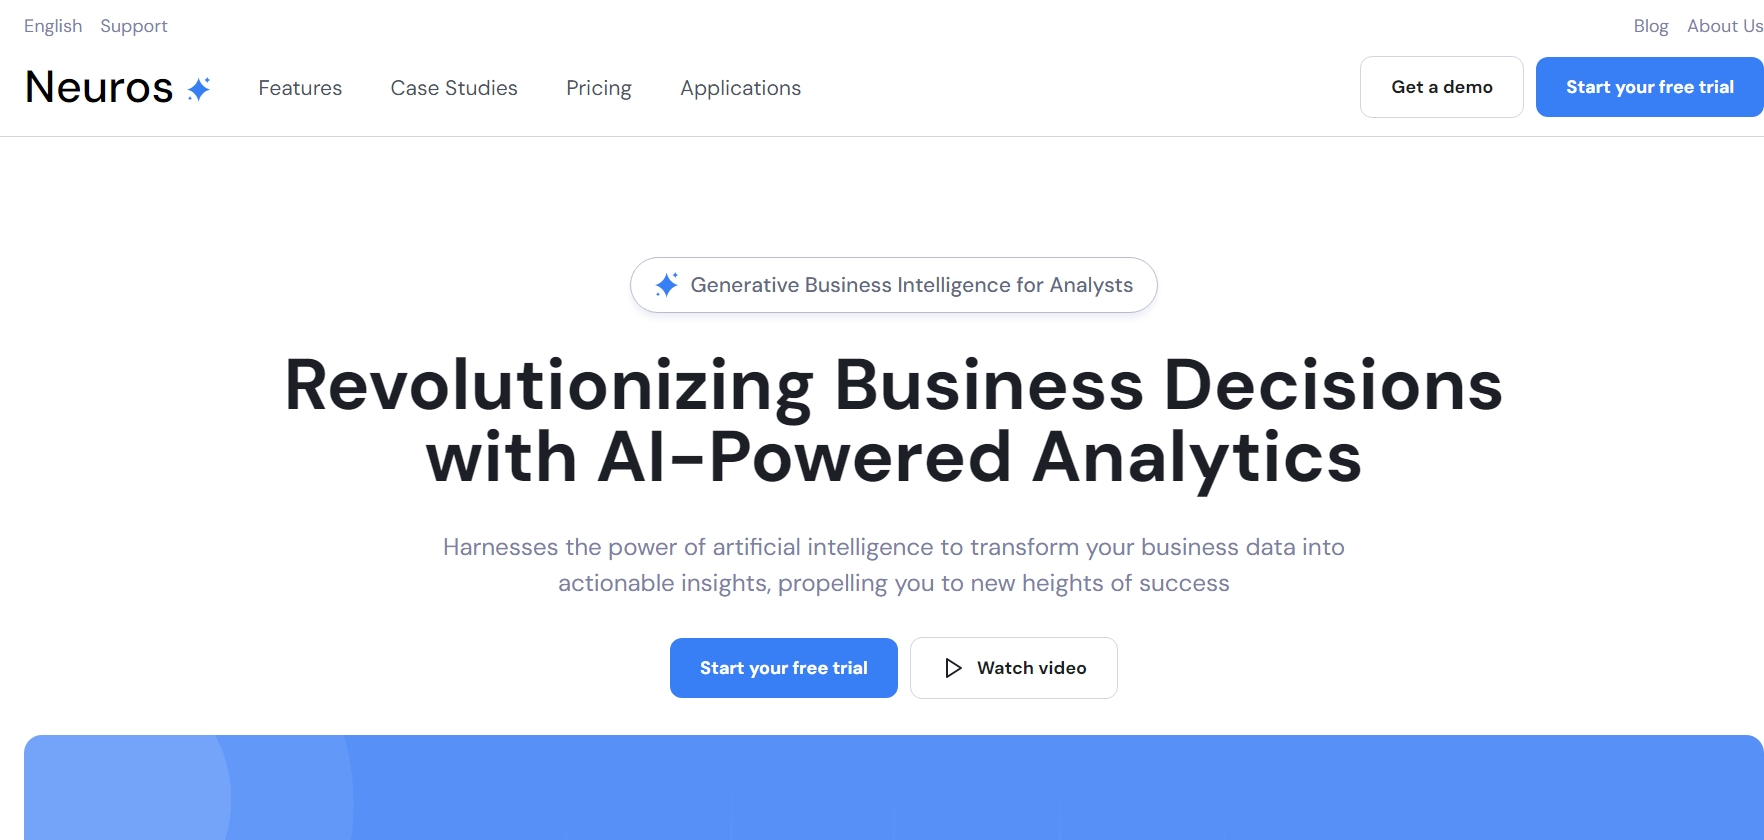 English Support Blog About Us
Neuros Features Case Studies Pricing Applications Get a demo Start your free trial
Generative Business Intelligence for Analysts
Revolutionizing Business Decisions
with AI-Powered Analytics
Harnesses the power of artificial intelligence to transform your business data into
actionable insights, propelling you to new heights of success
Start your free trial Watch video